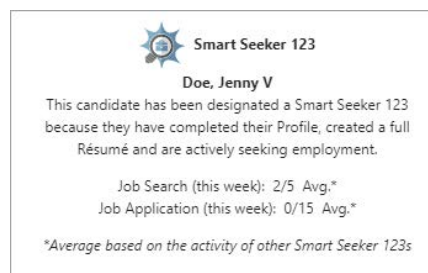 Smart Seeker 123
Doe, Jenny V
This candidate has been designated a Smart Seeker 123
because they have completed their Profile, created a full
Résumé and are actively seeking employment.
Job Search (this week): 2/5 Avg.*
Job Application (this week): 0/15 Avg.*
*Average based on the activity of other Smart Seeker 123s